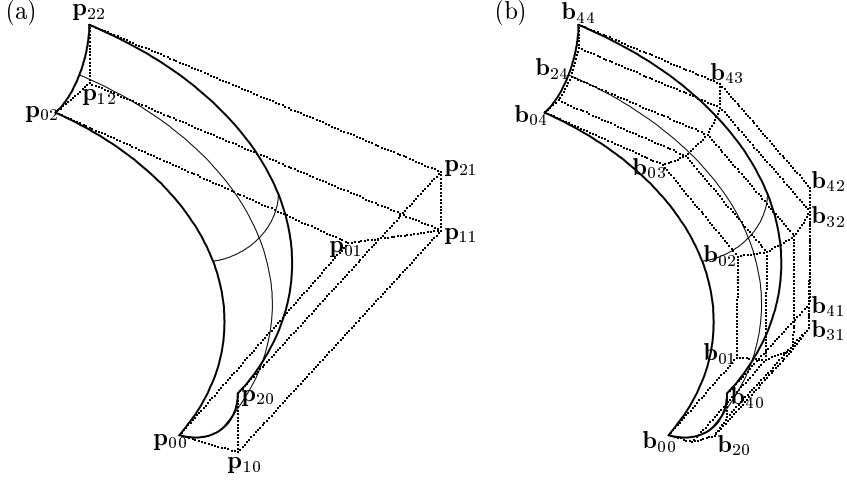 (a)
p₂₂
p₁₂
p₀₂
p₂₁
p₁₁
p₀₁
p₂₀
p₀₀
p₁₀
(b)
b₄₄
b₂₄
b₄₃
b₀₄
b₀₃
b₄₂
b₃₂
b₀₂
b₄₁
b₃₁
b₀₁
b₄₀
b₀₀
b₂₀